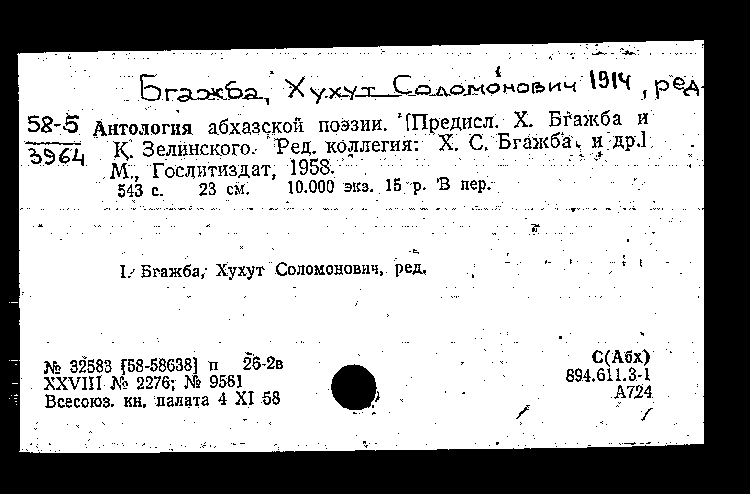 Бгажба, Хухут Соломонович 1914, ред.
58-5
3964
Антология абхазской поэзии. [Предисл. Х. Бгажба и
К. Зелинского. Ред. коллегия: Х. С. Бгажба и др.]
М., Гослитиздат, 1958.
543 с. 23 см. 10.000 экз. 15 р. В пер.
I. Бгажба, Хухут Соломонович, ред.
№ 32583 [58-58638] п 26-2в
XXVIII № 2276; № 9561
Всесоюз. кн. палата 4 XI 58
С(Абх)
894.611.3-1
А724